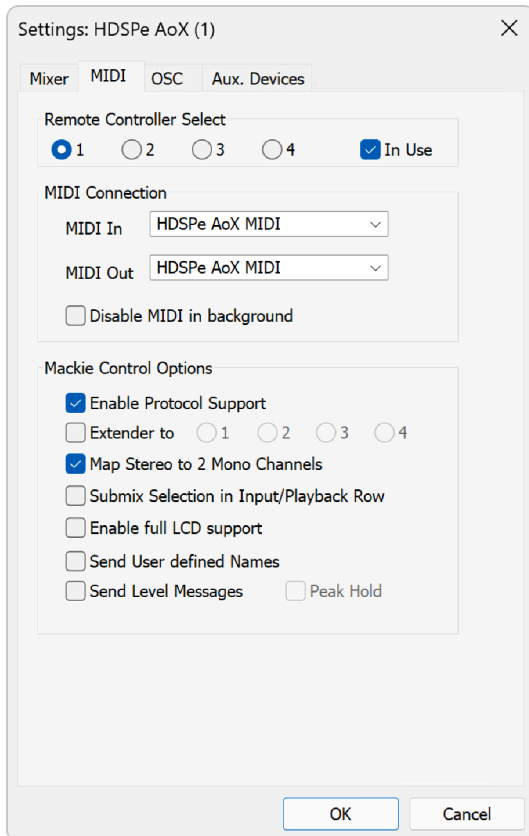 Settings: HDSPe AoX (1)
Mixer MIDI OSC Aux. Devices
Remote Controller Select
1 2 3 4 In Use
MIDI Connection
MIDI In HDSPe AoX MIDI
MIDI Out HDSPe AoX MIDI
Disable MIDI in background
Mackie Control Options
Enable Protocol Support
Extender to 1 2 3 4
Map Stereo to 2 Mono Channels
Submix Selection in Input/Playback Row
Enable full LCD support
Send User defined Names
Send Level Messages Peak Hold
OK Cancel